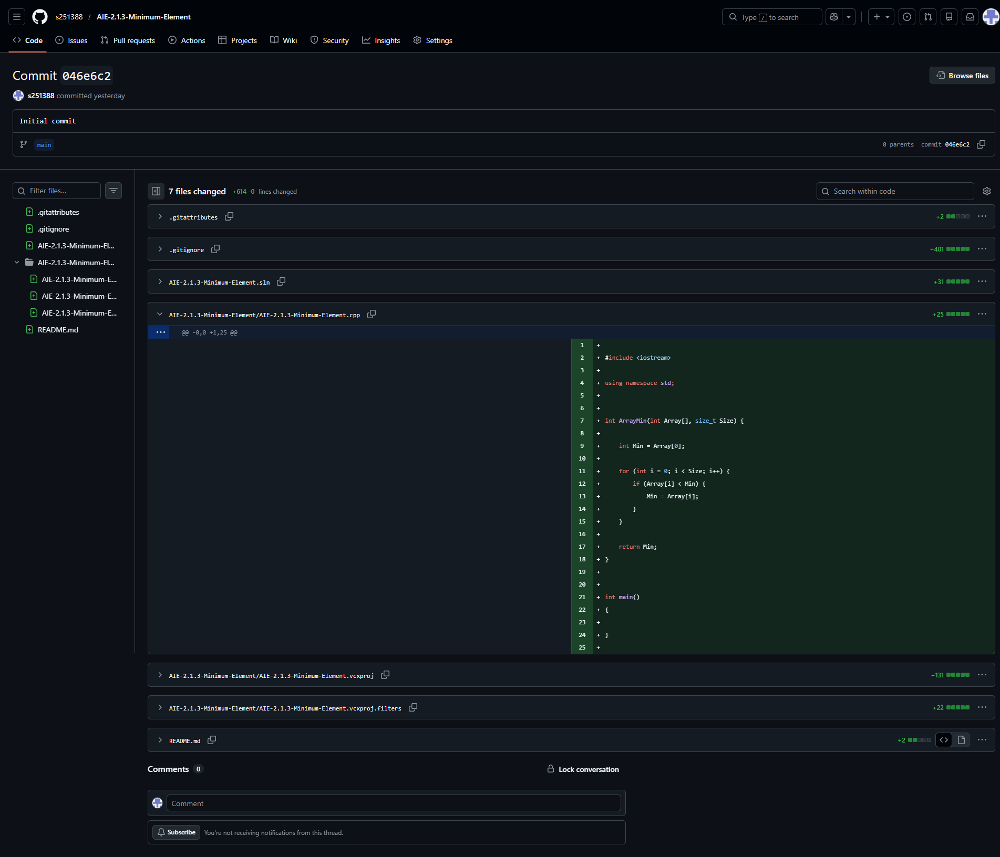 s251388 / AIE-2.1.3-Minimum-Element
Type / to search
Code Issues Pull requests Actions Projects Wiki Security Insights Settings
Commit 046e6c2
Browse files
s251388 committed yesterday
Initial commit
main
0 parents commit 046e6c2
Filter files...
.gitattributes
.gitignore
AIE-2.1.3-Minimum-El...
AIE-2.1.3-Minimum-El...
AIE-2.1.3-Minimum-E...
AIE-2.1.3-Minimum-E...
AIE-2.1.3-Minimum-E...
README.md
7 files changed +614 -0 lines changed
Search within code
.gitattributes +2
.gitignore +401
AIE-2.1.3-Minimum-Element.sln +31
AIE-2.1.3-Minimum-Element/AIE-2.1.3-Minimum-Element.cpp +25
@@ -0,0 +1,25 @@
1 +
2 + #include <iostream>
3 +
4 + using namespace std;
5 +
6 +
7 + int ArrayMin(int Array[], size_t Size) {
8 +
9 + int Min = Array[0];
10 +
11 + for (int i = 0; i < Size; i++) {
12 + if (Array[i] < Min) {
13 + Min = Array[i];
14 + }
15 + }
16 +
17 + return Min;
18 + }
19 +
20 +
21 + int main()
22 + {
23 +
24 + }
25 +
AIE-2.1.3-Minimum-Element/AIE-2.1.3-Minimum-Element.vcxproj +131
AIE-2.1.3-Minimum-Element/AIE-2.1.3-Minimum-Element.vcxproj.filters +22
README.md +2
Comments 0
Lock conversation
Comment
Subscribe You're not receiving notifications from this thread.